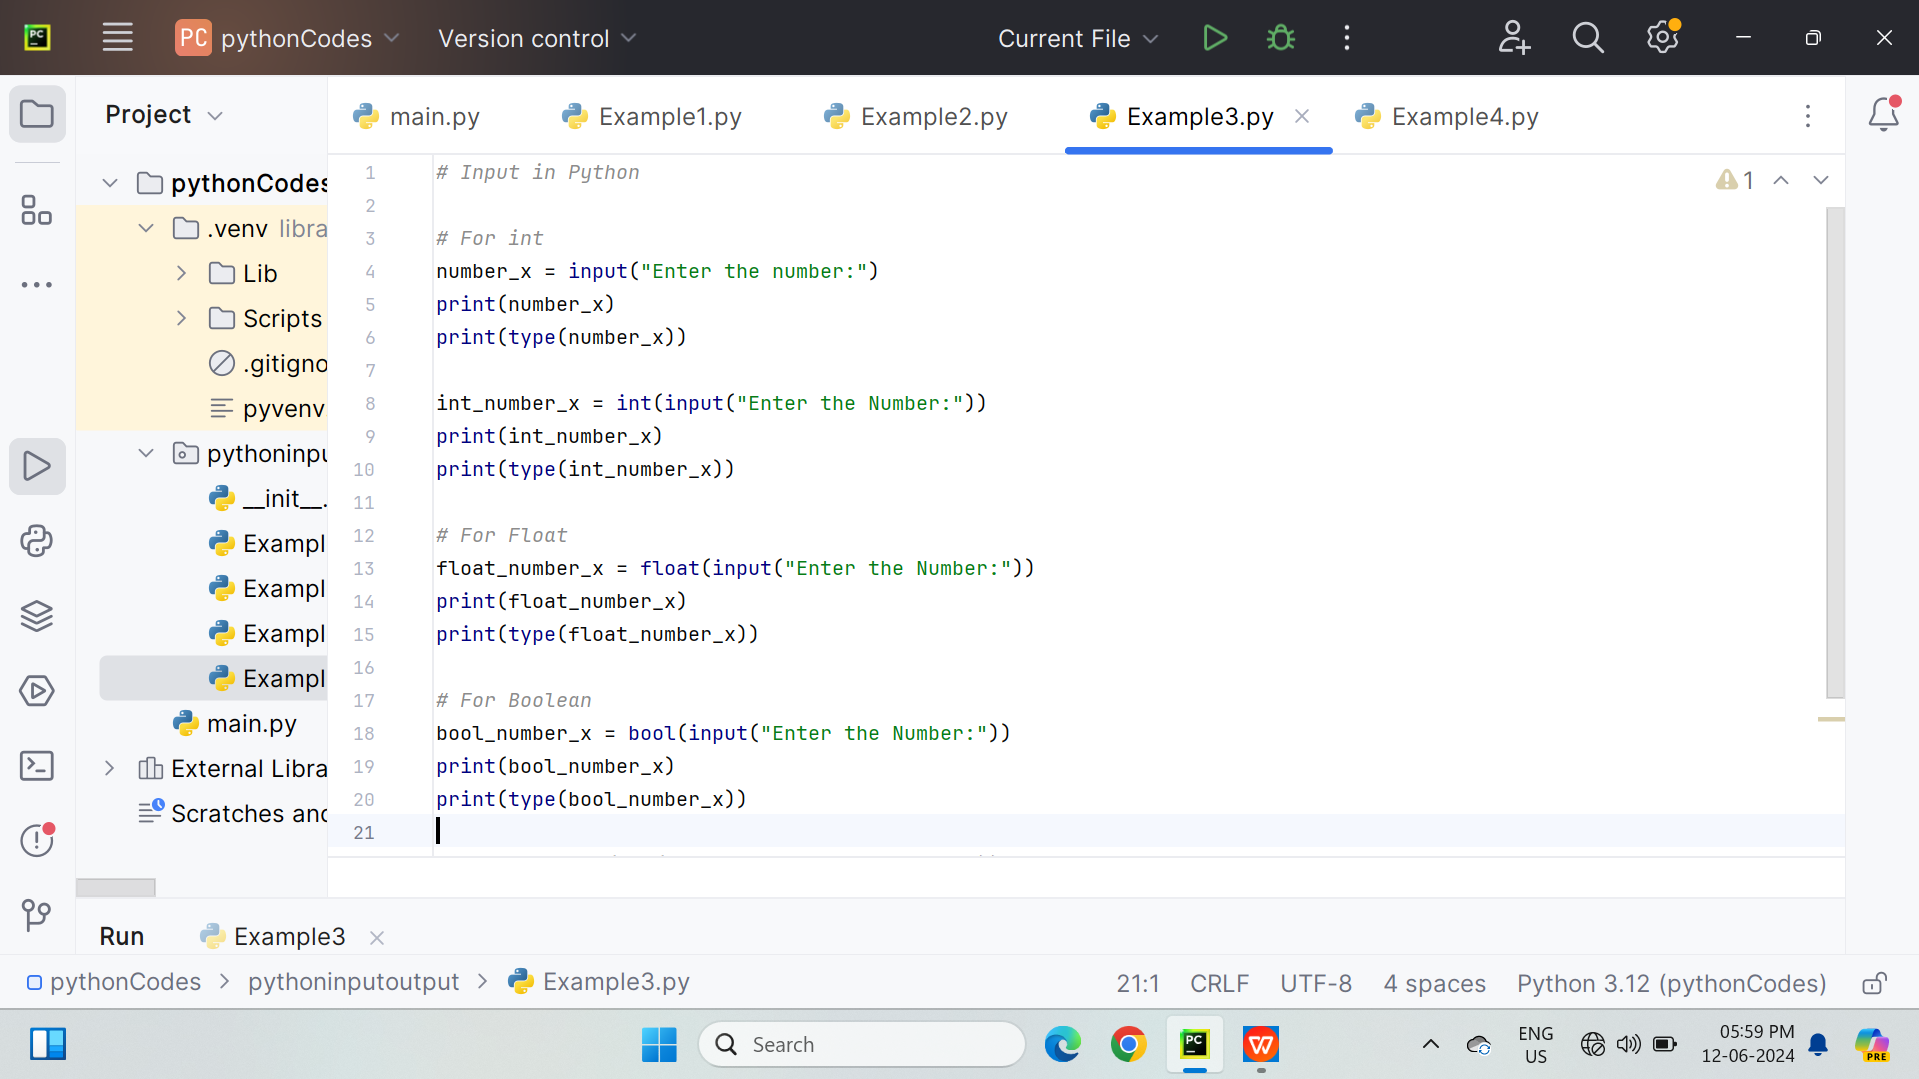 PC
PC pythonCodes
Version control
Current File
Project
main.py
Example1.py
Example2.py
Example3.py
Example4.py
pythonCodes
.venv libra
Lib
Scripts
.gitigno
pyvenv
pythoninpu
__init__.
Exampl
Exampl
Exampl
Exampl
main.py
External Libra
Scratches and
1
1 # Input in Python
2
3 # For int
4 number_x = input("Enter the number:")
5 print(number_x)
6 print(type(number_x))
7
8 int_number_x = int(input("Enter the Number:"))
9 print(int_number_x)
10 print(type(int_number_x))
11
12 # For Float
13 float_number_x = float(input("Enter the Number:"))
14 print(float_number_x)
15 print(type(float_number_x))
16
17 # For Boolean
18 bool_number_x = bool(input("Enter the Number:"))
19 print(bool_number_x)
20 print(type(bool_number_x))
21
Run
Example3
pythonCodes > pythoninputoutput > Example3.py
21:1 CRLF UTF-8 4 spaces Python 3.12 (pythonCodes)
Search
PC
W
ENG
US
05:59 PM
12-06-2024
PRE